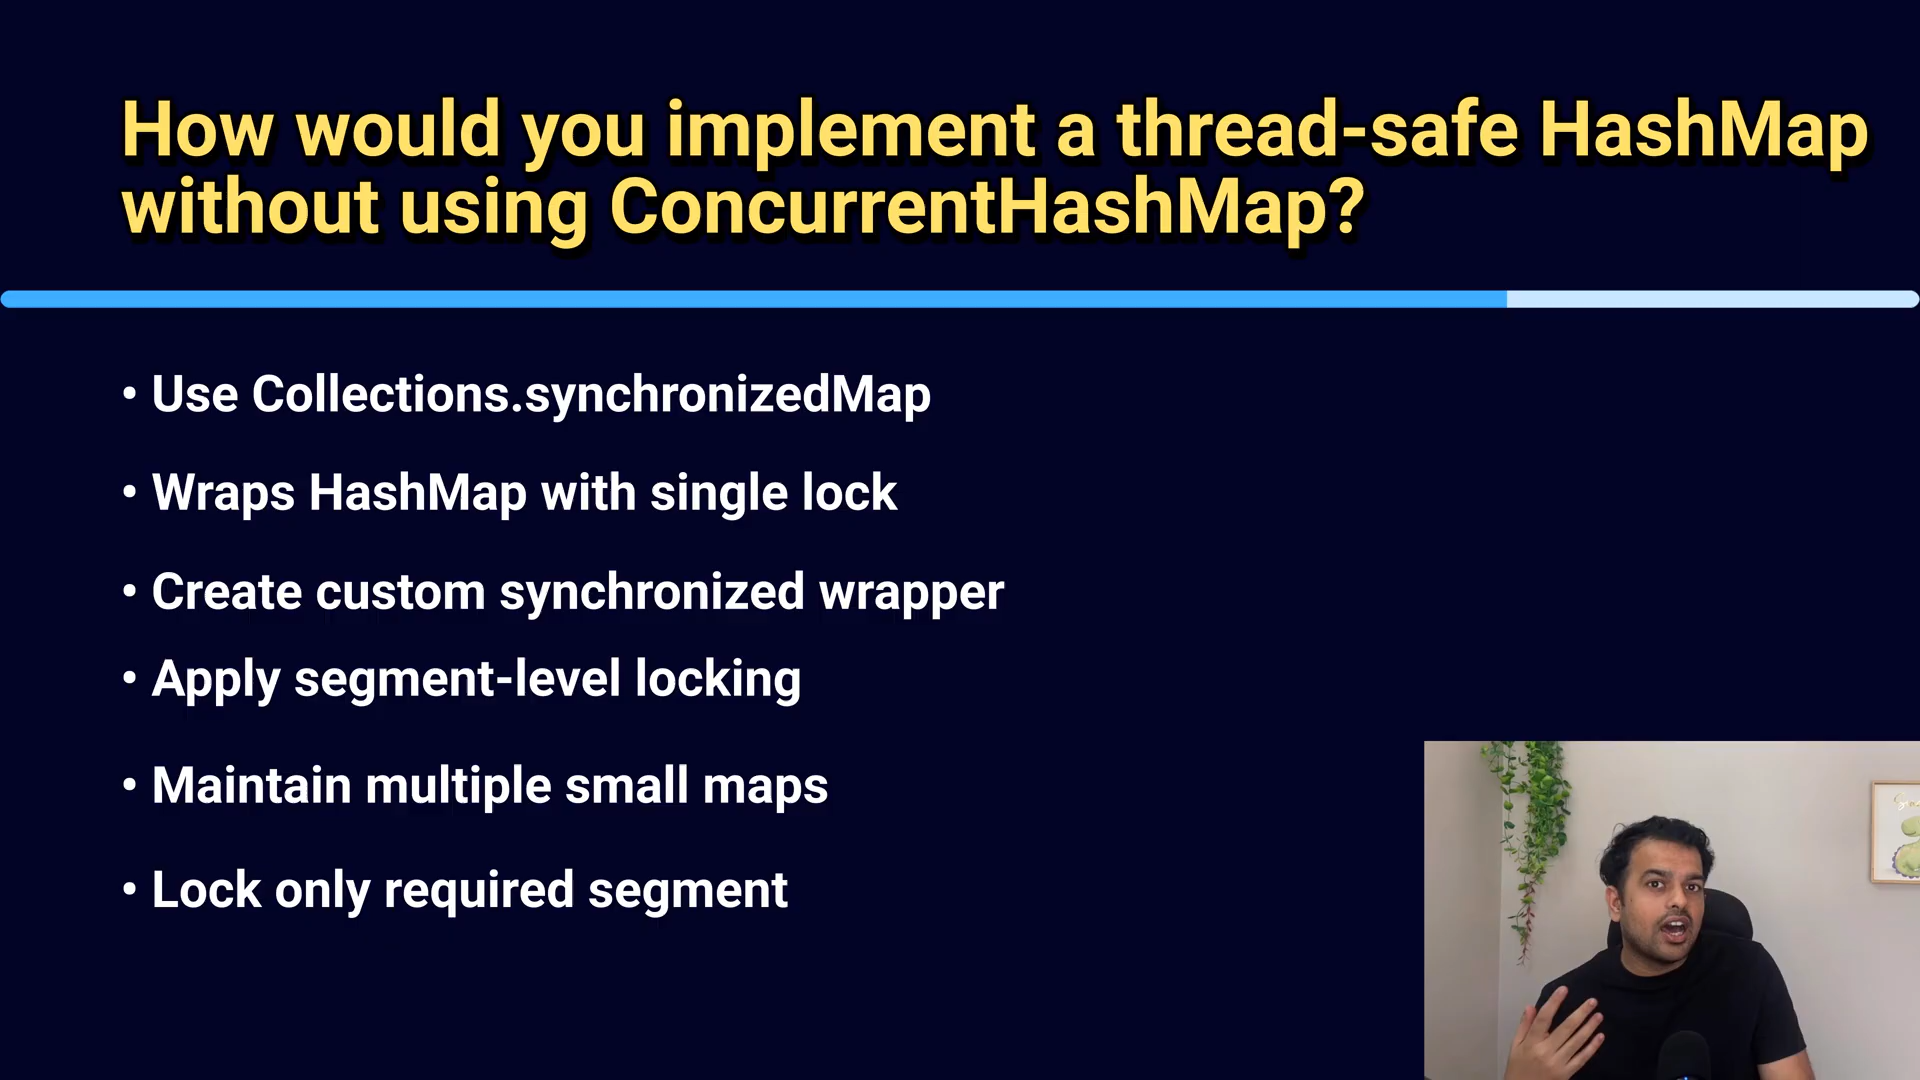 How would you implement a thread-safe HashMap
without using ConcurrentHashMap?
• Use Collections.synchronizedMap
• Wraps HashMap with single lock
• Create custom synchronized wrapper
• Apply segment-level locking
• Maintain multiple small maps
• Lock only required segment